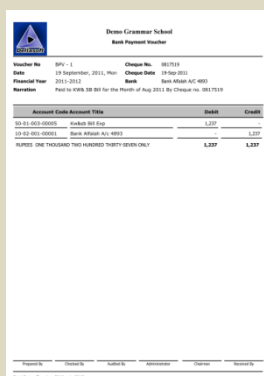 Demo Grammar School
Bank Payment Voucher
Voucher No BPV - 1 Cheque No. 0817519
Date 19 September, 2011, Mon Cheque Date 19-Sep-2011
Financial Year 2011-2012 Bank Bank Alfalah A/C 4893
Narration Paid to KWik SB Bill for the Month of Aug 2011 By Cheque no. 0817519
Account Code Account Title Debit Credit
50-01-003-00005 Bill Exp 1,237 -
10-02-001-00001 Bank Alfalah A/C 4893 - 1,237
RUPEES ONE THOUSAND TWO HUNDRED THIRTY-SEVEN ONLY 1,237 1,237
Prepared By Checked By Audited By Administrator Chairman Received By